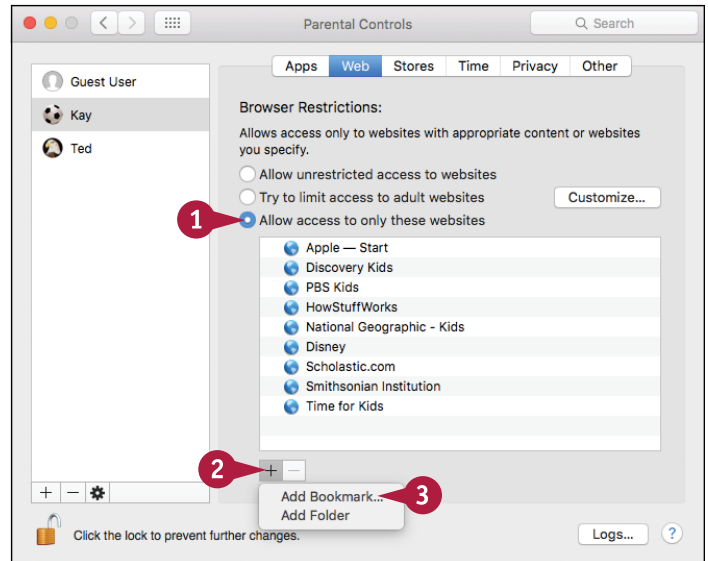 Parental Controls
Search
Apps Web Stores Time Privacy Other
Guest User
Kay
Ted
Browser Restrictions:
Allows access only to websites with appropriate content or websites
you specify.
Allow unrestricted access to websites
Try to limit access to adult websites
Customize...
1
Allow access to only these websites
Apple — Start
Discovery Kids
PBS Kids
HowStuffWorks
National Geographic - Kids
Disney
Scholastic.com
Smithsonian Institution
Time for Kids
2
+ −
+ −
Add Bookmark...
3
Add Folder
Click the lock to prevent further changes.
Logs...
?